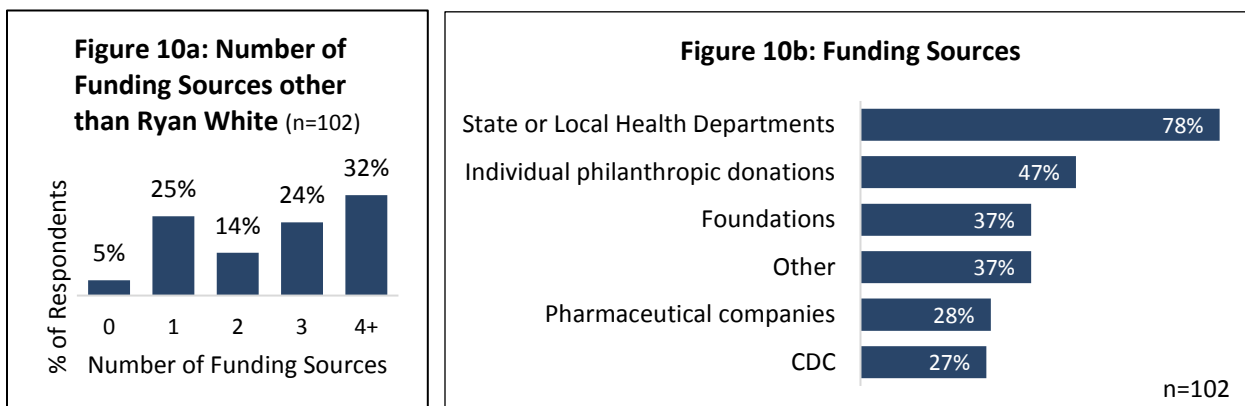 Figure 10a: Number of
Funding Sources other
than Ryan White (n=102)
% of Respondents
5%
25%
14%
24%
32%
0
1
2
3
4+
Number of Funding Sources
Figure 10b: Funding Sources
State or Local Health Departments
78%
Individual philanthropic donations
47%
Foundations
37%
Other
37%
Pharmaceutical companies
28%
CDC
27%
n=102